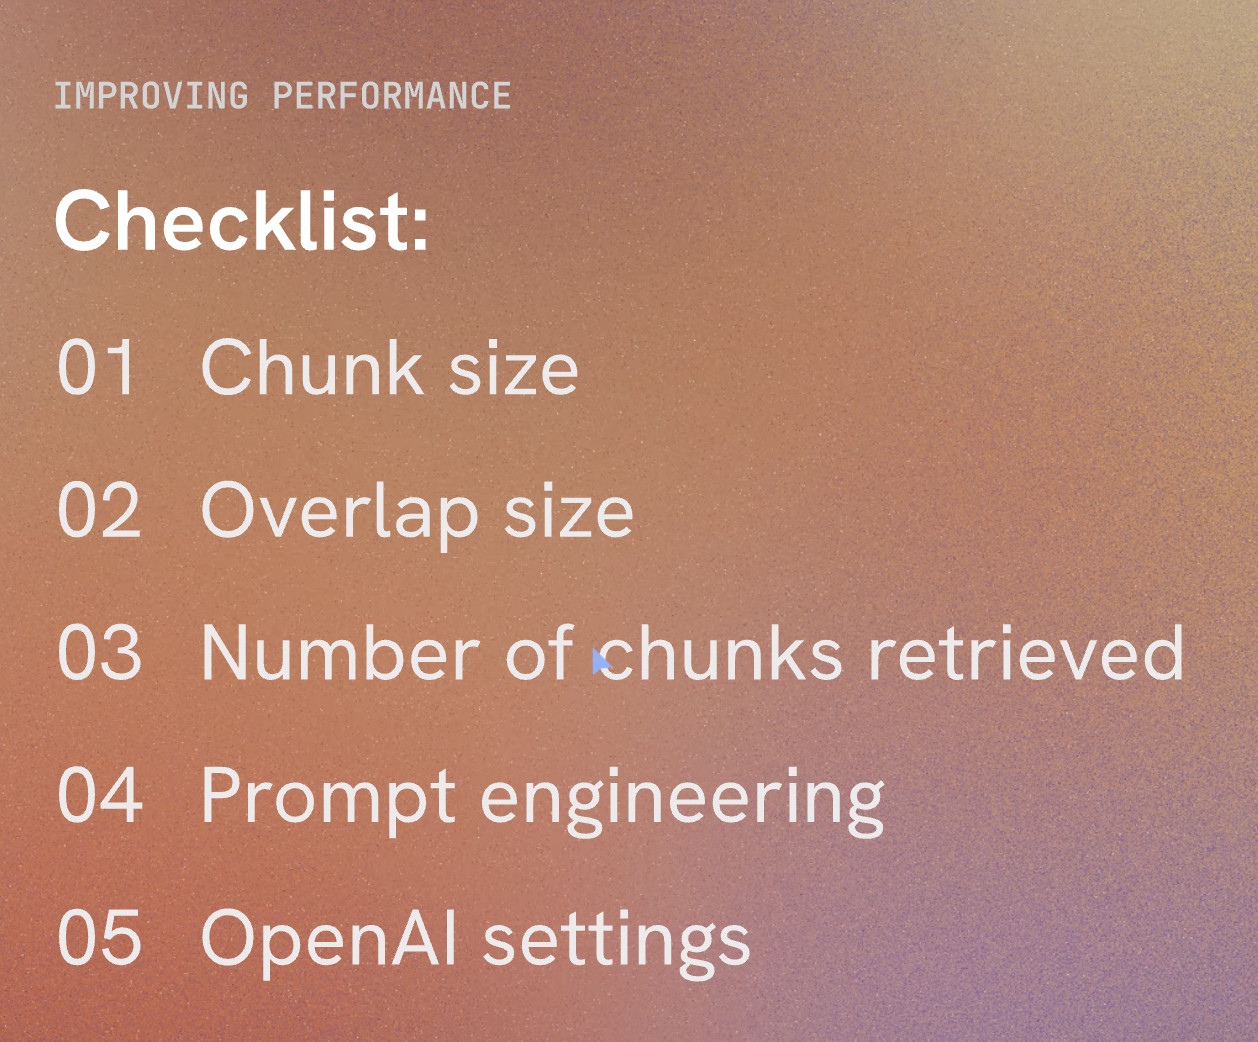 IMPROVING PERFORMANCE
Checklist:
01 Chunk size
02 Overlap size
03 Number of chunks retrieved
04 Prompt engineering
05 OpenAI settings